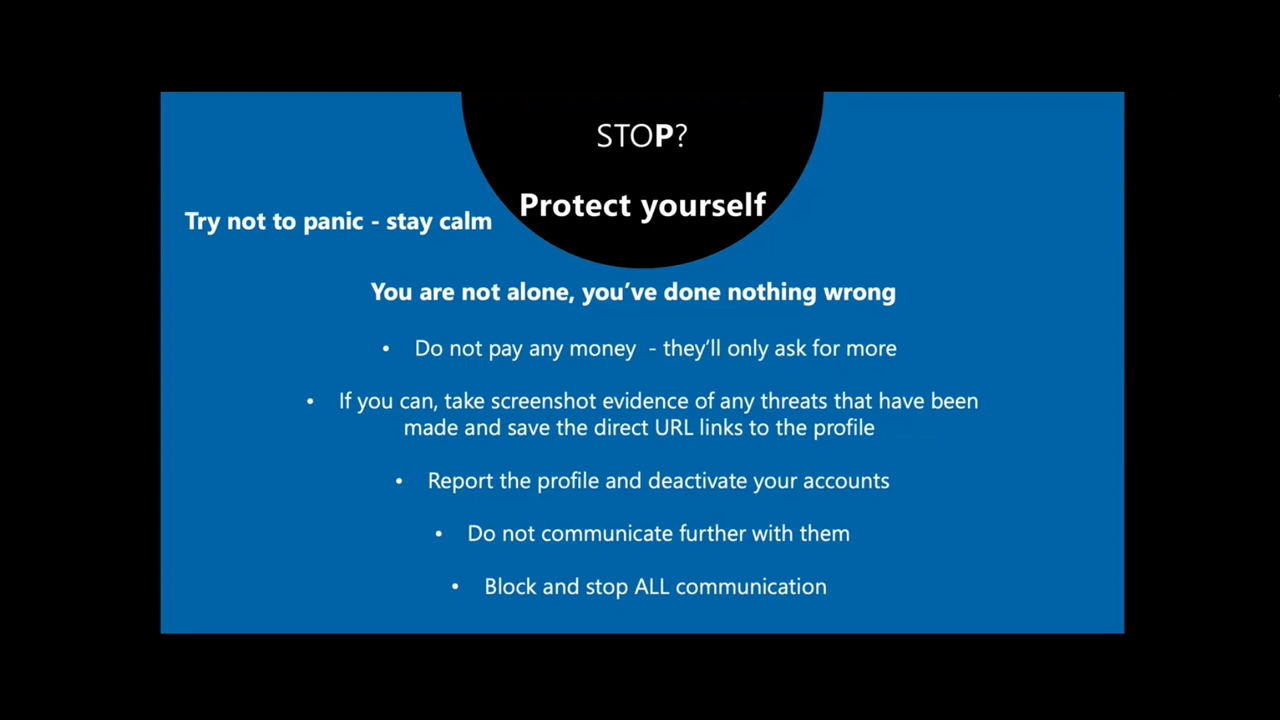 STOP?
Protect yourself
Try not to panic - stay calm
You are not alone, you’ve done nothing wrong
• Do not pay any money - they’ll only ask for more
• If you can, take screenshot evidence of any threats that have been
made and save the direct URL links to the profile
• Report the profile and deactivate your accounts
• Do not communicate further with them
• Block and stop ALL communication